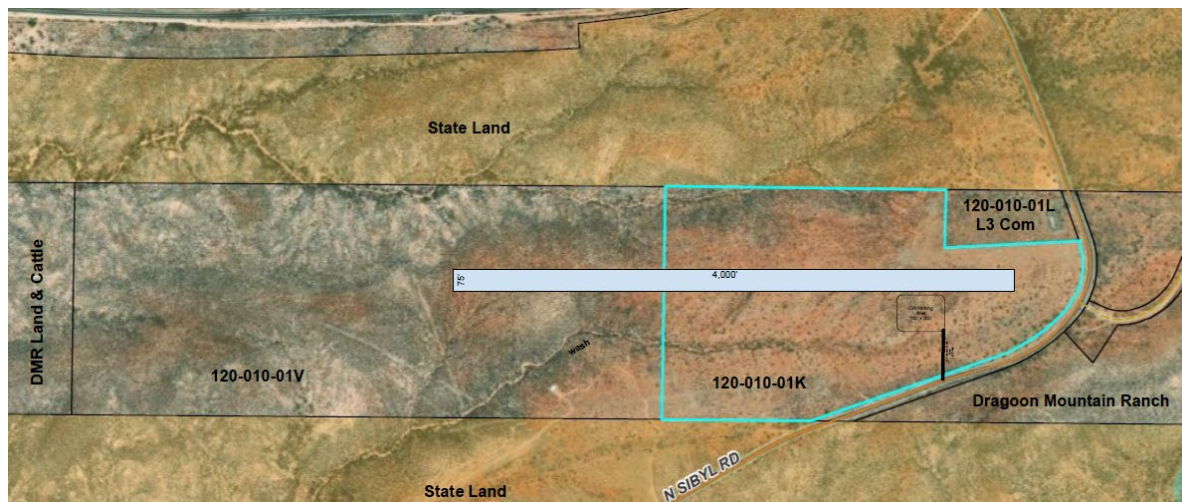 State Land
120-010-01L
L3 Com
DMR Land & Cattle
75'
4,000'
wash
120-010-01V
120-010-01K
Dragoon Mountain Ranch
N SIBYL RD
State Land